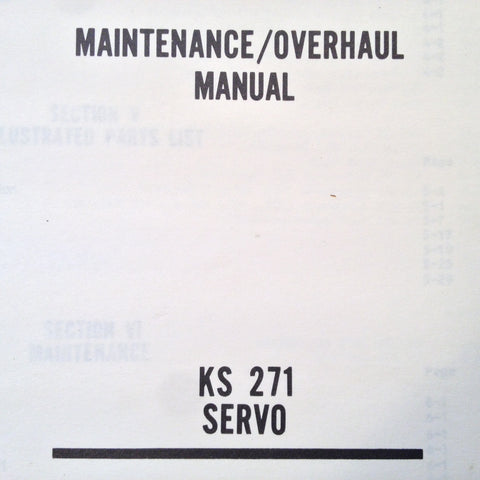 MAINTENANCE/OVERHAUL
MANUAL
SECTION V
ILLUSTRATED PARTS LIST
Page
SECTION VI
MAINTENANCE
Page
KS 271
SERVO